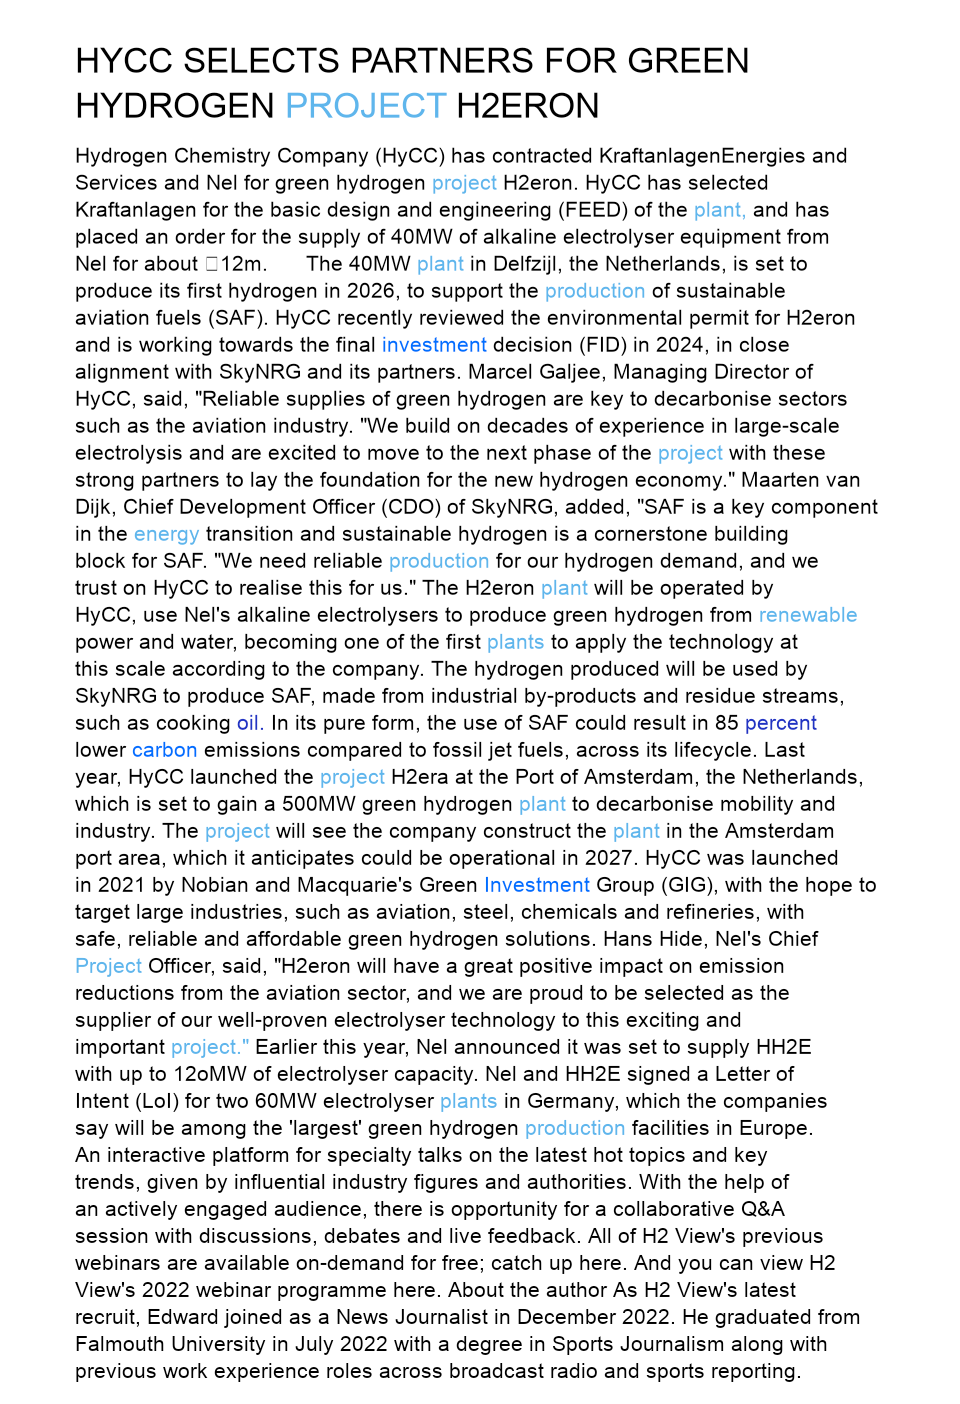 HYCC SELECTS PARTNERS FOR GREEN
HYDROGEN PROJECT H2ERON
Hydrogen Chemistry Company (HyCC) has contracted KraftanlagenEnergies and
Services and Nel for green hydrogen project H2eron. HyCC has selected
Kraftanlagen for the basic design and engineering (FEED) of the plant, and has
placed an order for the supply of 40MW of alkaline electrolyser equipment from
Nel for about □12m. The 40MW plant in Delfzijl, the Netherlands, is set to
produce its first hydrogen in 2026, to support the production of sustainable
aviation fuels (SAF). HyCC recently reviewed the environmental permit for H2eron
and is working towards the final investment decision (FID) in 2024, in close
alignment with SkyNRG and its partners. Marcel Galjee, Managing Director of
HyCC, said, "Reliable supplies of green hydrogen are key to decarbonise sectors
such as the aviation industry. "We build on decades of experience in large-scale
electrolysis and are excited to move to the next phase of the project with these
strong partners to lay the foundation for the new hydrogen economy." Maarten van
Dijk, Chief Development Officer (CDO) of SkyNRG, added, "SAF is a key component
in the energy transition and sustainable hydrogen is a cornerstone building
block for SAF. "We need reliable production for our hydrogen demand, and we
trust on HyCC to realise this for us." The H2eron plant will be operated by
HyCC, use Nel's alkaline electrolysers to produce green hydrogen from renewable
power and water, becoming one of the first plants to apply the technology at
this scale according to the company. The hydrogen produced will be used by
SkyNRG to produce SAF, made from industrial by-products and residue streams,
such as cooking oil. In its pure form, the use of SAF could result in 85 percent
lower carbon emissions compared to fossil jet fuels, across its lifecycle. Last
year, HyCC launched the project H2era at the Port of Amsterdam, the Netherlands,
which is set to gain a 500MW green hydrogen plant to decarbonise mobility and
industry. The project will see the company construct the plant in the Amsterdam
port area, which it anticipates could be operational in 2027. HyCC was launched
in 2021 by Nobian and Macquarie's Green Investment Group (GIG), with the hope to
target large industries, such as aviation, steel, chemicals and refineries, with
safe, reliable and affordable green hydrogen solutions. Hans Hide, Nel's Chief
Project Officer, said, "H2eron will have a great positive impact on emission
reductions from the aviation sector, and we are proud to be selected as the
supplier of our well-proven electrolyser technology to this exciting and
important project." Earlier this year, Nel announced it was set to supply HH2E
with up to 12oMW of electrolyser capacity. Nel and HH2E signed a Letter of
Intent (LoI) for two 60MW electrolyser plants in Germany, which the companies
say will be among the 'largest' green hydrogen production facilities in Europe.
An interactive platform for specialty talks on the latest hot topics and key
trends, given by influential industry figures and authorities. With the help of
an actively engaged audience, there is opportunity for a collaborative Q&A
session with discussions, debates and live feedback. All of H2 View's previous
webinars are available on-demand for free; catch up here. And you can view H2
View's 2022 webinar programme here. About the author As H2 View's latest
recruit, Edward joined as a News Journalist in December 2022. He graduated from
Falmouth University in July 2022 with a degree in Sports Journalism along with
previous work experience roles across broadcast radio and sports reporting.